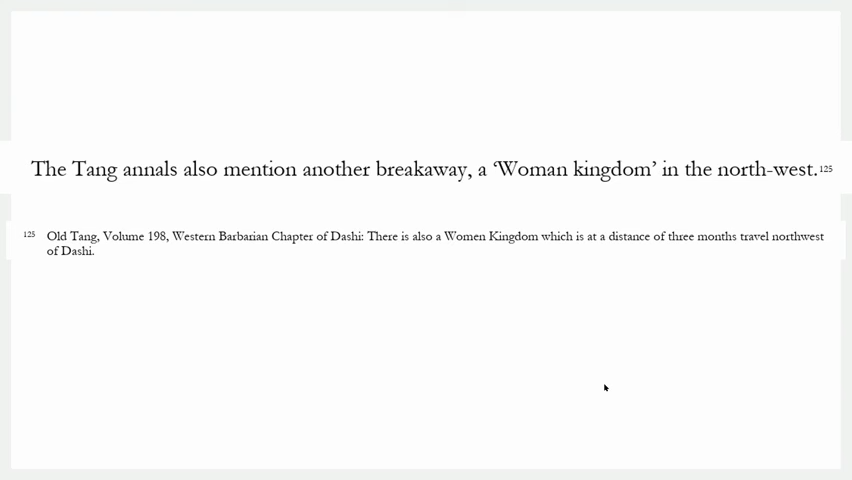 The Tang annals also mention another breakaway, a ‘Woman kingdom’ in the north-west.125
125 Old Tang, Volume 198, Western Barbarian Chapter of Dashi: There is also a Women Kingdom which is at a distance of three months travel northwest
of Dashi.